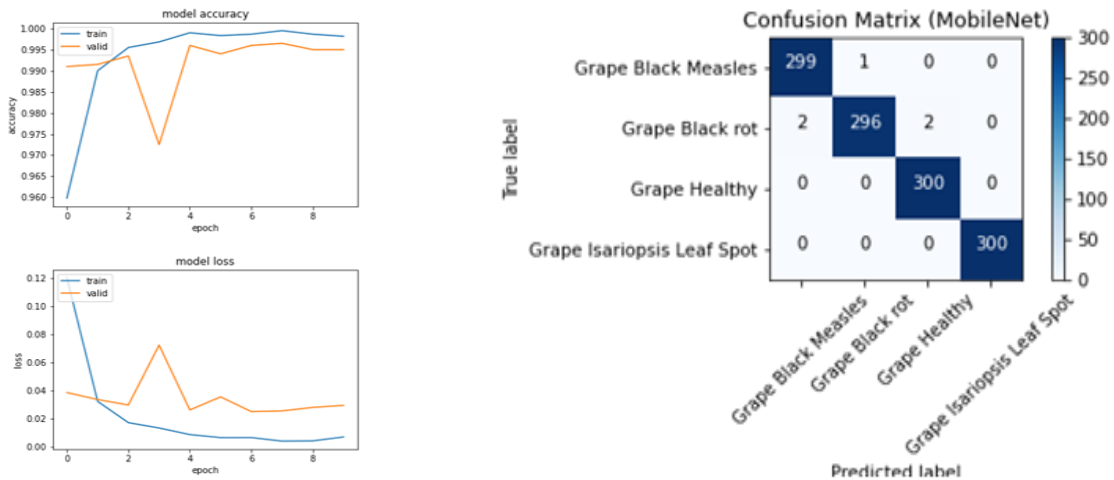 model accuracy
train
valid
1.000
0.995
0.990
0.985
0.980
0.975
0.970
0.965
0.960
accuracy
0 2 4 6 8
epoch
model loss
train
valid
0.12
0.10
0.08
0.06
0.04
0.02
0.00
loss
0 2 4 6 8
epoch
Confusion Matrix (MobileNet)
True label
Grape Black Measles 299 1 0 0
Grape Black rot 2 296 2 0
Grape Healthy 0 0 300 0
Grape Isariopsis Leaf Spot 0 0 0 300
300
250
200
150
100
50
0
Grape Black Measles
Grape Black rot
Grape Healthy
Grape Isariopsis Leaf Spot
Predicted label